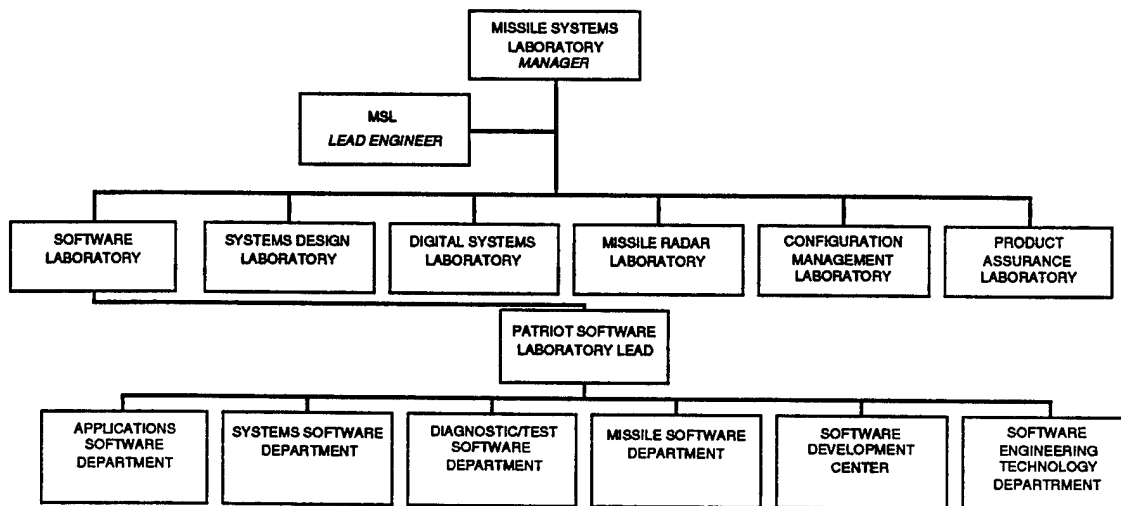 MISSILE SYSTEMS
LABORATORY
MANAGER
MSL
LEAD ENGINEER
SOFTWARE
LABORATORY
SYSTEMS DESIGN
LABORATORY
DIGITAL SYSTEMS
LABORATORY
MISSILE RADAR
LABORATORY
CONFIGURATION
MANAGEMENT
LABORATORY
PRODUCT
ASSURANCE
LABORATORY
PATRIOT SOFTWARE
LABORATORY LEAD
APPLICATIONS
SOFTWARE
DEPARTMENT
SYSTEMS SOFTWARE
DEPARTMENT
DIAGNOSTIC/TEST
SOFTWARE
DEPARTMENT
MISSILE SOFTWARE
DEPARTMENT
SOFTWARE
DEVELOPMENT
CENTER
SOFTWARE
ENGINEERING
TECHNOLOGY
DEPARTRMENT